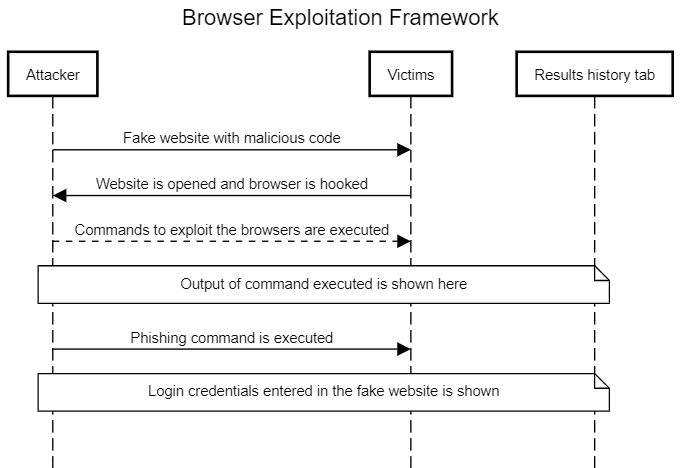 Browser Exploitation Framework
Attacker
Victims
Results history tab
Fake website with malicious code
Website is opened and browser is hooked
Commands to exploit the browsers are executed
Output of command executed is shown here
Phishing command is executed
Login credentials entered in the fake website is shown